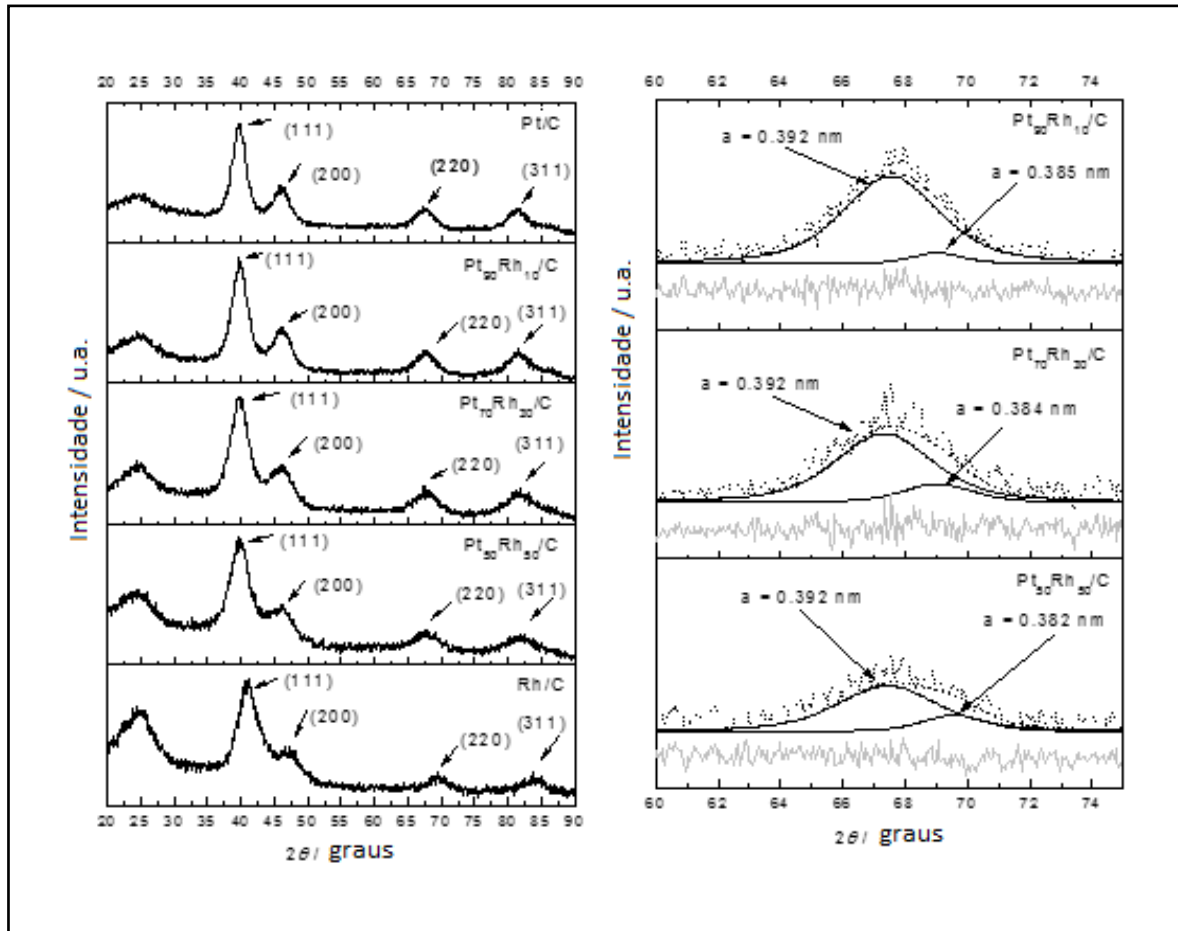 20 25 30 35 40 45 50 55 60 65 70 75 80 85 90
(111)
Pt/C
(200)
(220)
(311)
(111)
Pt₉₀Rh₁₀/C
(200)
(220)
(311)
(111)
Pt₇₀Rh₃₀/C
(200)
(220)
(311)
(111)
Pt₅₀Rh₅₀/C
(200)
(220)
(311)
(111)
Rh/C
(200)
(220)
(311)
20 25 30 35 40 45 50 55 60 65 70 75 80 85 90
2θ / graus
Intensidade / u.a.
60 62 64 66 68 70 72 74
Pt₉₀Rh₁₀/C
a = 0.392 nm
a = 0.385 nm
Pt₇₀Rh₃₀/C
a = 0.392 nm
a = 0.384 nm
Pt₅₀Rh₅₀/C
a = 0.392 nm
a = 0.382 nm
60 62 64 66 68 70 72 74
2θ / graus
Intensidade / u.a.